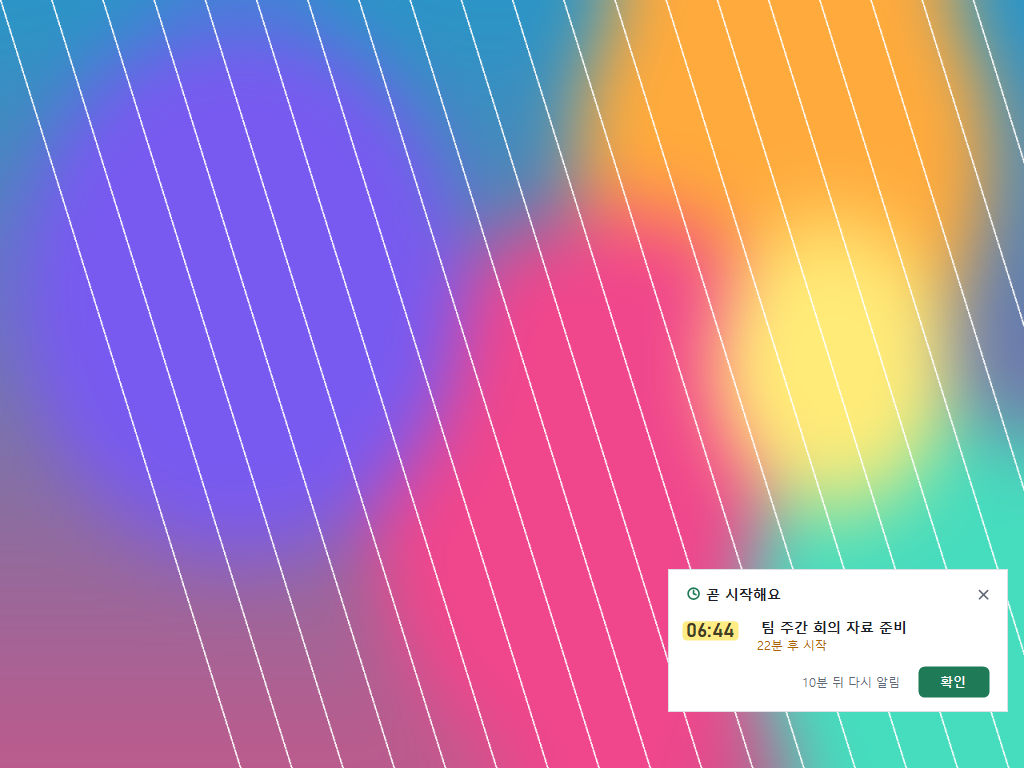 곧 시작해요
06:44 팀 주간 회의 자료 준비
22분 후 시작
10분 뒤 다시 알림 확인